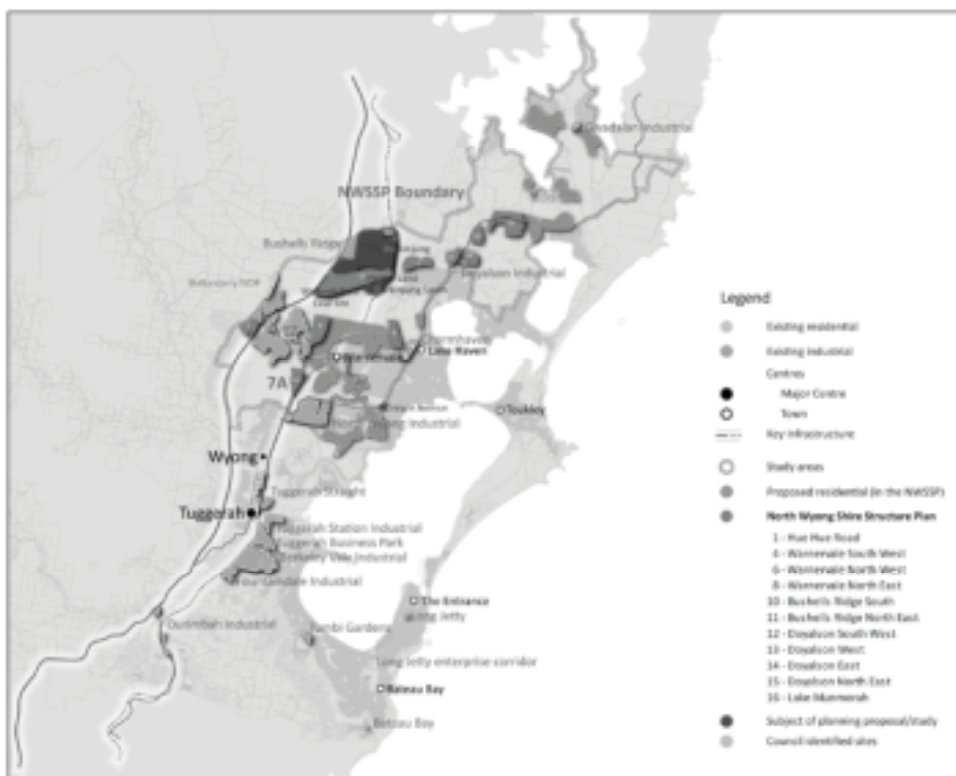 Gwadalan Industrial
NWSSP Boundary
Bushells Ridge
Doyalson Industrial
Charmhaven
Lake Haven
7A
Toukley
Wyong
Tuggerah Straight
Tuggerah
Tuggerah Station Industrial
Tuggerah Business Park
Berkeley Vale Industrial
The Entrance
Long Jetty
Ourimbah Industrial
Tumbi Gardens
Long Jetty enterprise corridor
Bateau Bay
Bateau Bay
Legend
Existing residential
Existing industrial
Centres
Major Centre
Town
Key infrastructure
Study areas
Proposed residential (in the NWSSP)
North Wyong Shire Structure Plan
1 - Hue Hue Road
4 - Warnervale South West
6 - Warnervale North West
8 - Warnervale North East
10 - Bushells Ridge South
11 - Bushells Ridge North East
12 - Doyalson South West
13 - Doyalson West
14 - Doyalson East
15 - Doyalson North East
16 - Lake Munmorah
Subject of planning proposal/study
Council identified sites